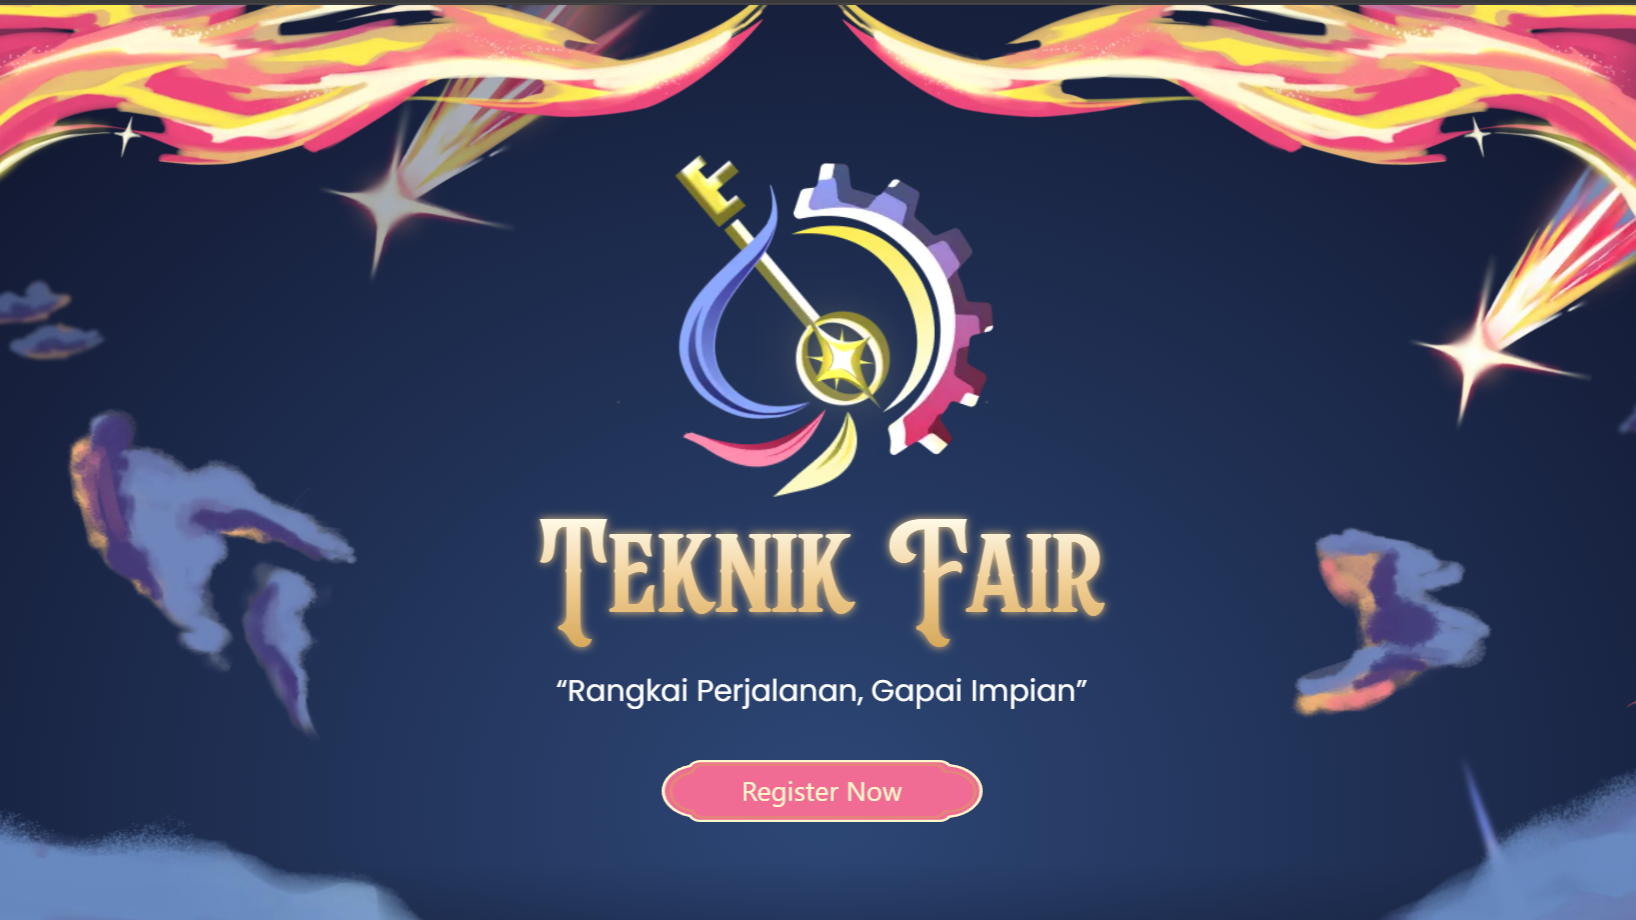 Teknik Fair
“Rangkai Perjalanan, Gapai Impian”
Register Now